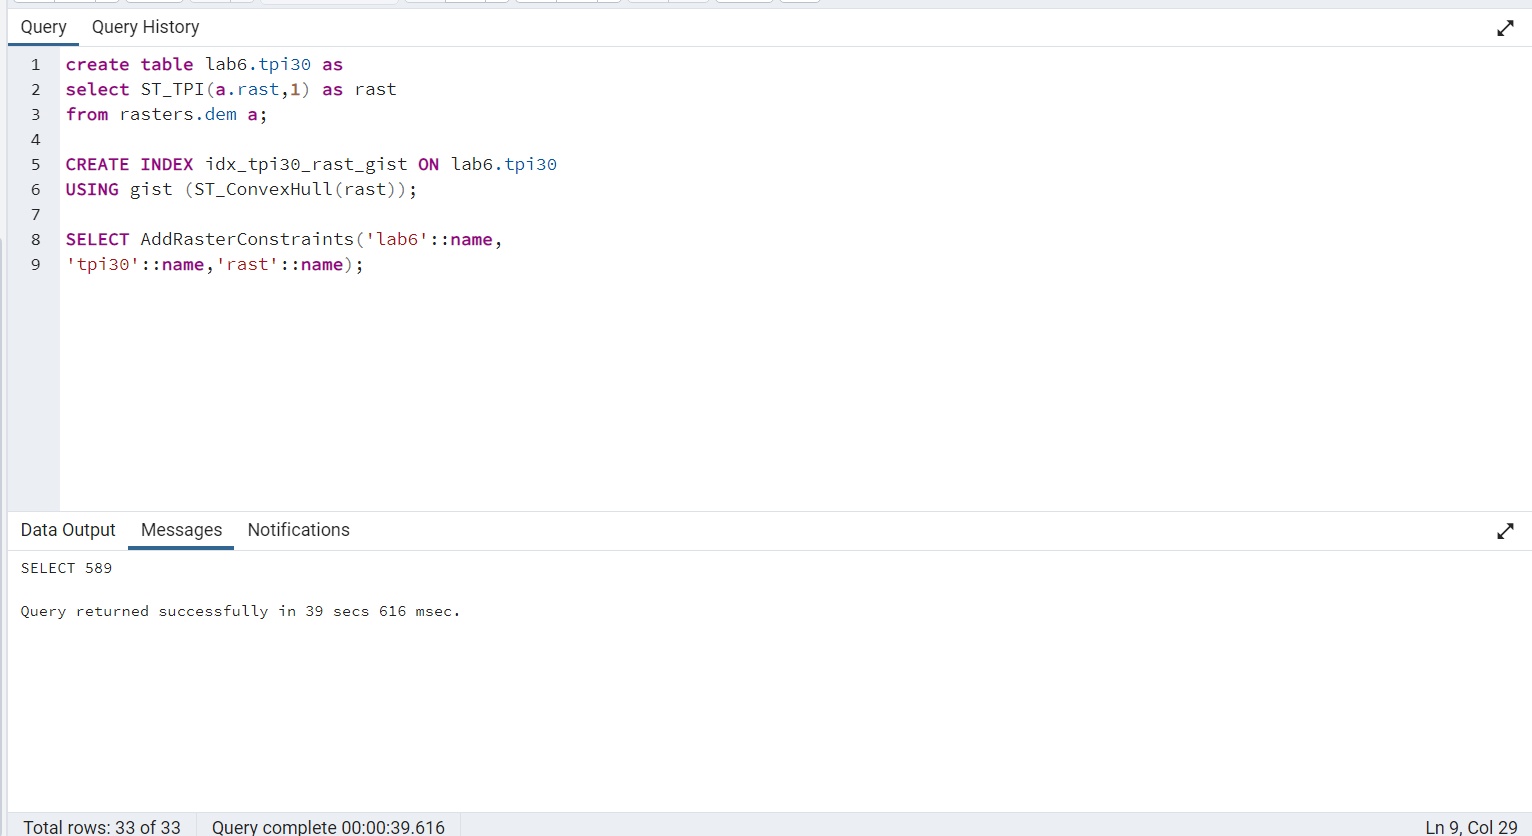 Query Query History
1 create table lab6.tpi30 as
2 select ST_TPI(a.rast,1) as rast
3 from rasters.dem a;
4
5 CREATE INDEX idx_tpi30_rast_gist ON lab6.tpi30
6 USING gist (ST_ConvexHull(rast));
7
8 SELECT AddRasterConstraints('lab6'::name,
9 'tpi30'::name,'rast'::name);
Data Output Messages Notifications
SELECT 589
Query returned successfully in 39 secs 616 msec.
Total rows: 33 of 33 Query complete 00:00:39.616 Ln 9, Col 29